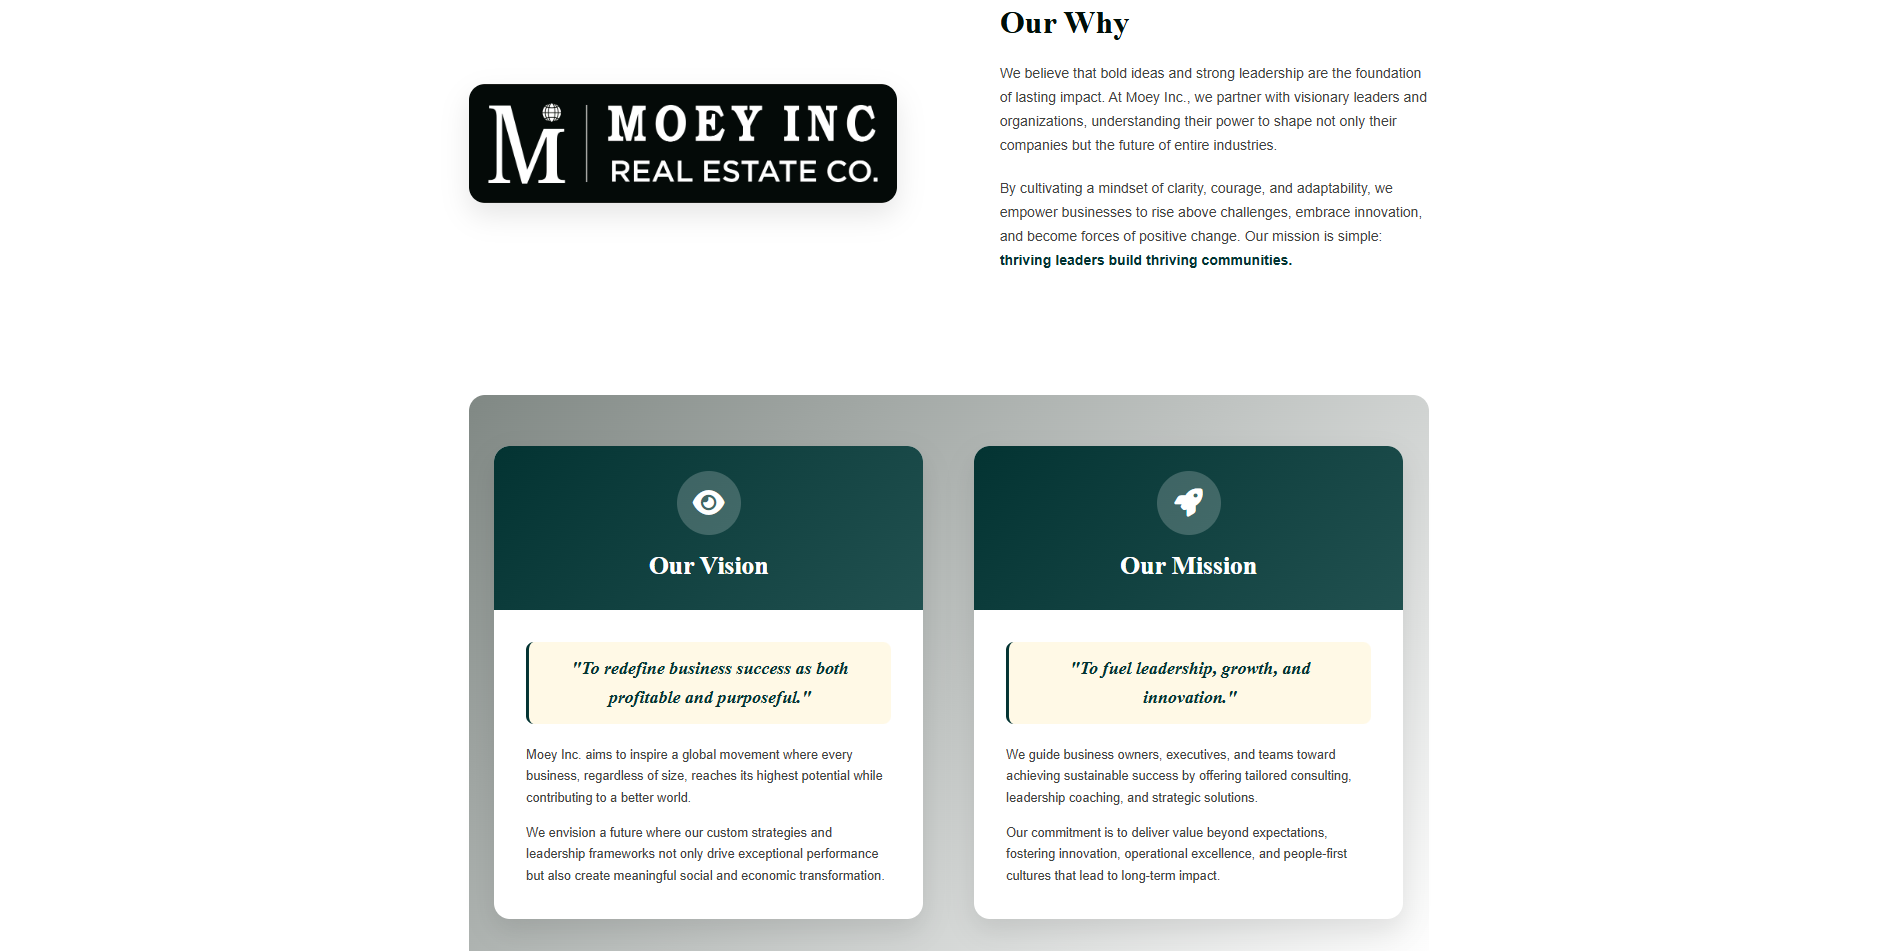 Our Why
We believe that bold ideas and strong leadership are the foundation
of lasting impact. At Moey Inc., we partner with visionary leaders and
organizations, understanding their power to shape not only their
companies but the future of entire industries.
By cultivating a mindset of clarity, courage, and adaptability, we
empower businesses to rise above challenges, embrace innovation,
and become forces of positive change. Our mission is simple:
thriving leaders build thriving communities.
M
MOEY INC
REAL ESTATE CO.
Our Vision
"To redefine business success as both
profitable and purposeful."
Moey Inc. aims to inspire a global movement where every
business, regardless of size, reaches its highest potential while
contributing to a better world.
We envision a future where our custom strategies and
leadership frameworks not only drive exceptional performance
but also create meaningful social and economic transformation.
Our Mission
"To fuel leadership, growth, and
innovation."
We guide business owners, executives, and teams toward
achieving sustainable success by offering tailored consulting,
leadership coaching, and strategic solutions.
Our commitment is to deliver value beyond expectations,
fostering innovation, operational excellence, and people-first
cultures that lead to long-term impact.